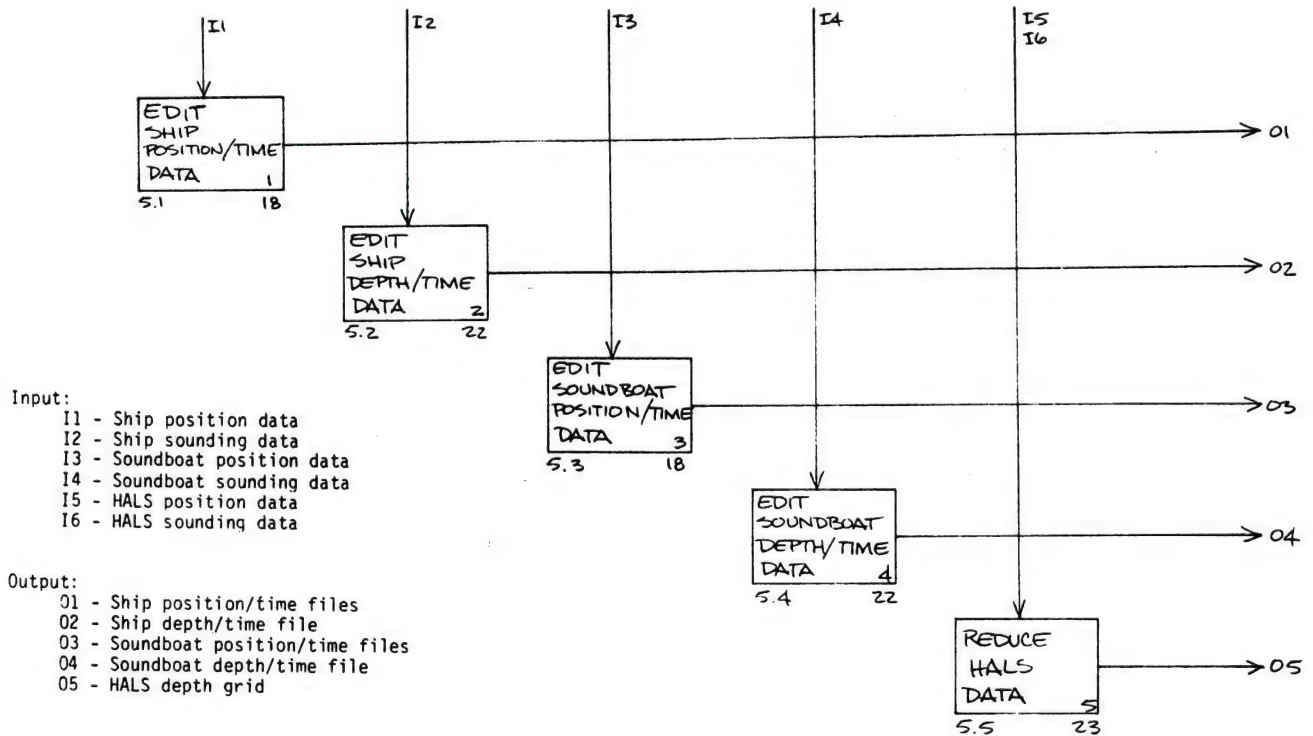 I1
I2
I3
I4
I5
I6
EDIT
SHIP
POSITION/TIME
DATA 1
5.1 18
O1
EDIT
SHIP
DEPTH/TIME
DATA 2
5.2 22
O2
EDIT
SOUNDBOAT
POSITION/TIME
DATA 3
5.3 18
O3
EDIT
SOUNDBOAT
DEPTH/TIME
DATA 4
5.4 22
O4
REDUCE
HALS
DATA 5
5.5 23
O5
Input:
I1 - Ship position data
I2 - Ship sounding data
I3 - Soundboat position data
I4 - Soundboat sounding data
I5 - HALS position data
I6 - HALS sounding data
Output:
O1 - Ship position/time files
O2 - Ship depth/time file
O3 - Soundboat position/time files
O4 - Soundboat depth/time file
O5 - HALS depth grid